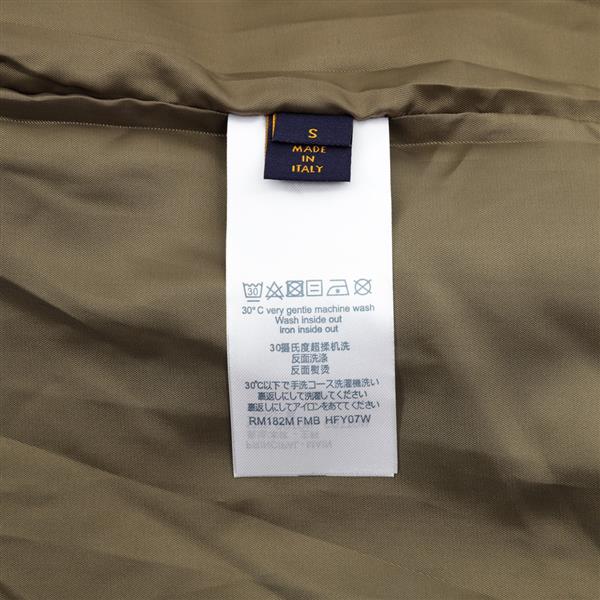 S
MADE
IN
ITALY
30
30°C very gentle machine wash
Wash inside out
Iron inside out
30摄氏度超揉机洗
反面洗涤
反面熨烫
30℃以下で手洗コース洗濯機洗い
裏返しにして洗濯してください
裏返しにしてアイロンをあててください
RM182M FMB HFY07W